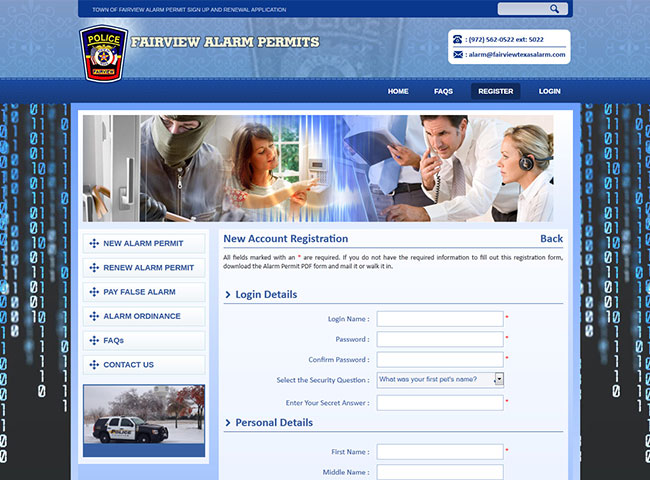 TOWN OF FAIRVIEW ALARM PERMIT SIGN UP AND RENEWAL APPLICATION
POLICE
FAIRVIEW
FAIRVIEW ALARM PERMITS
: (972) 562-0522 ext: 5022
: alarm@fairviewtexasalarm.com
HOME FAQS REGISTER LOGIN
NEW ALARM PERMIT
RENEW ALARM PERMIT
PAY FALSE ALARM
ALARM ORDINANCE
FAQs
CONTACT US
POLICE
New Account Registration Back
All fields marked with an * are required. If you do not have the required information to fill out this registration form,
download the Alarm Permit PDF form and mail it or walk it in.
Login Details
Login Name : *
Password : *
Confirm Password : *
Select the Security Question : What was your first pet's name?
Enter Your Secret Answer : *
Personal Details
First Name : *
Middle Name :